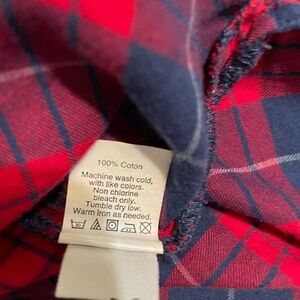 100% Coton
Machine wash cold,
with like colors.
Non chlorine
bleach only.
Tumble dry low.
Warm Iron as needed.